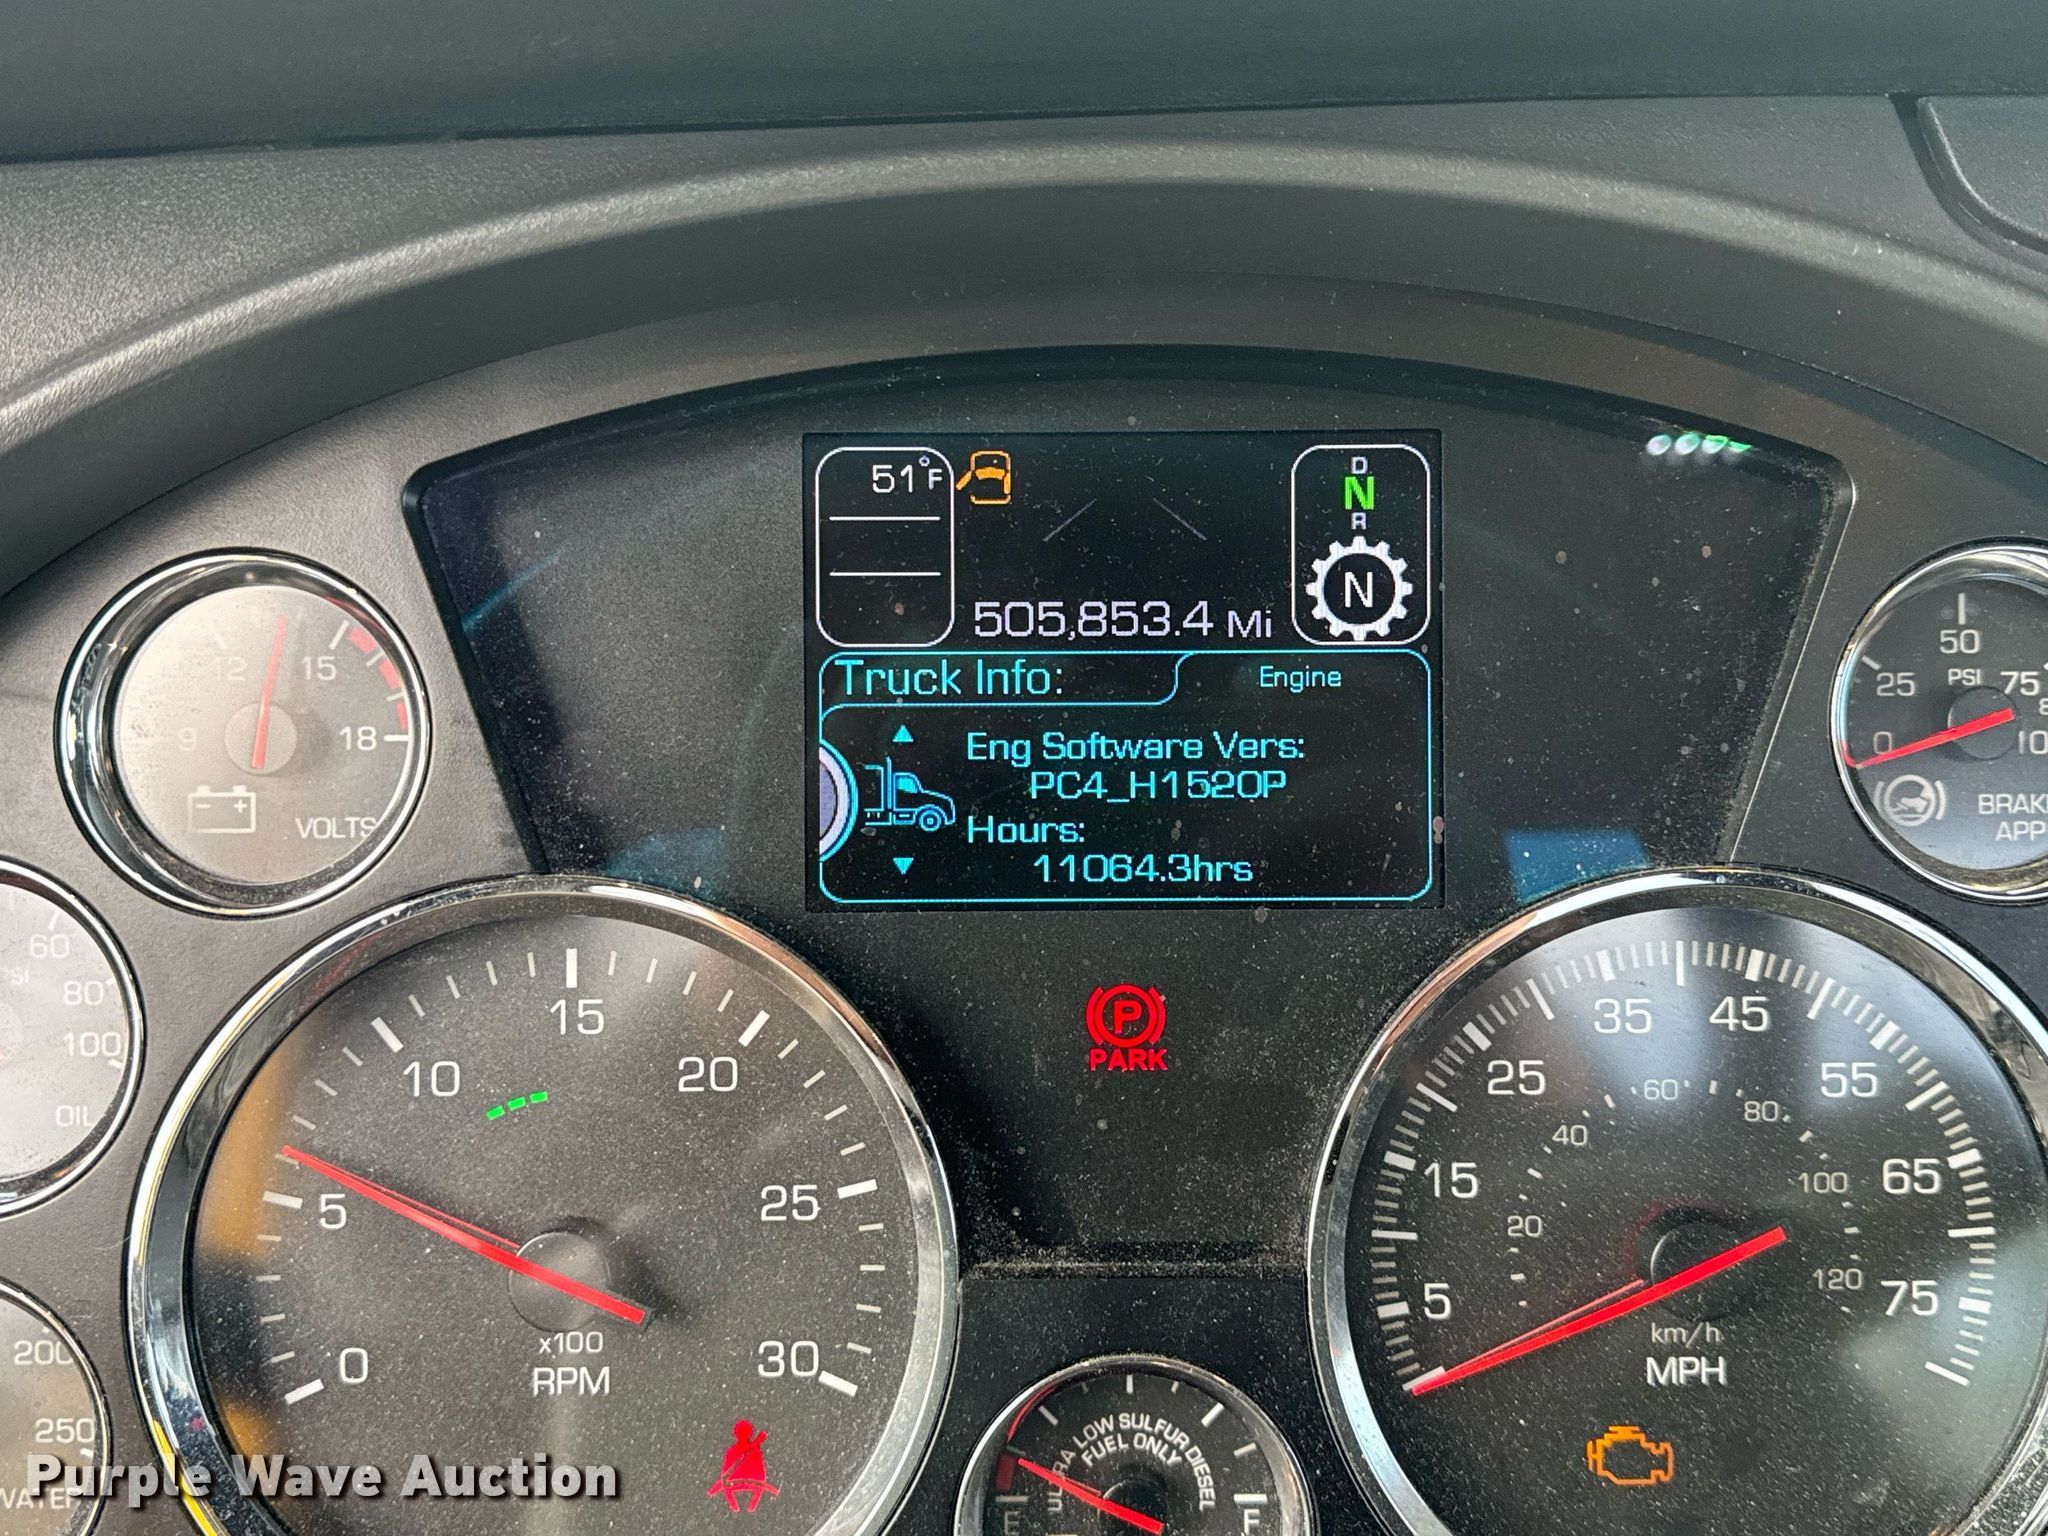 51°F
D
N
R
N
505,853.4 Mi
Truck Info:
Engine
Eng Software Vers:
PC4_H1520P
Hours:
11064.3hrs
9
12
15
18
VOLTS
0
25
50
75
PSI
BRAK
APP
60
80
100
OIL
P
PARK
0
5
10
15
20
25
30
x100
RPM
5
15
25
35
45
55
65
75
20
40
60
80
100
120
km/h
MPH
200
250
WATER
ULTRA LOW SULFUR DIESEL
FUEL ONLY
E
F
Purple Wave Auction